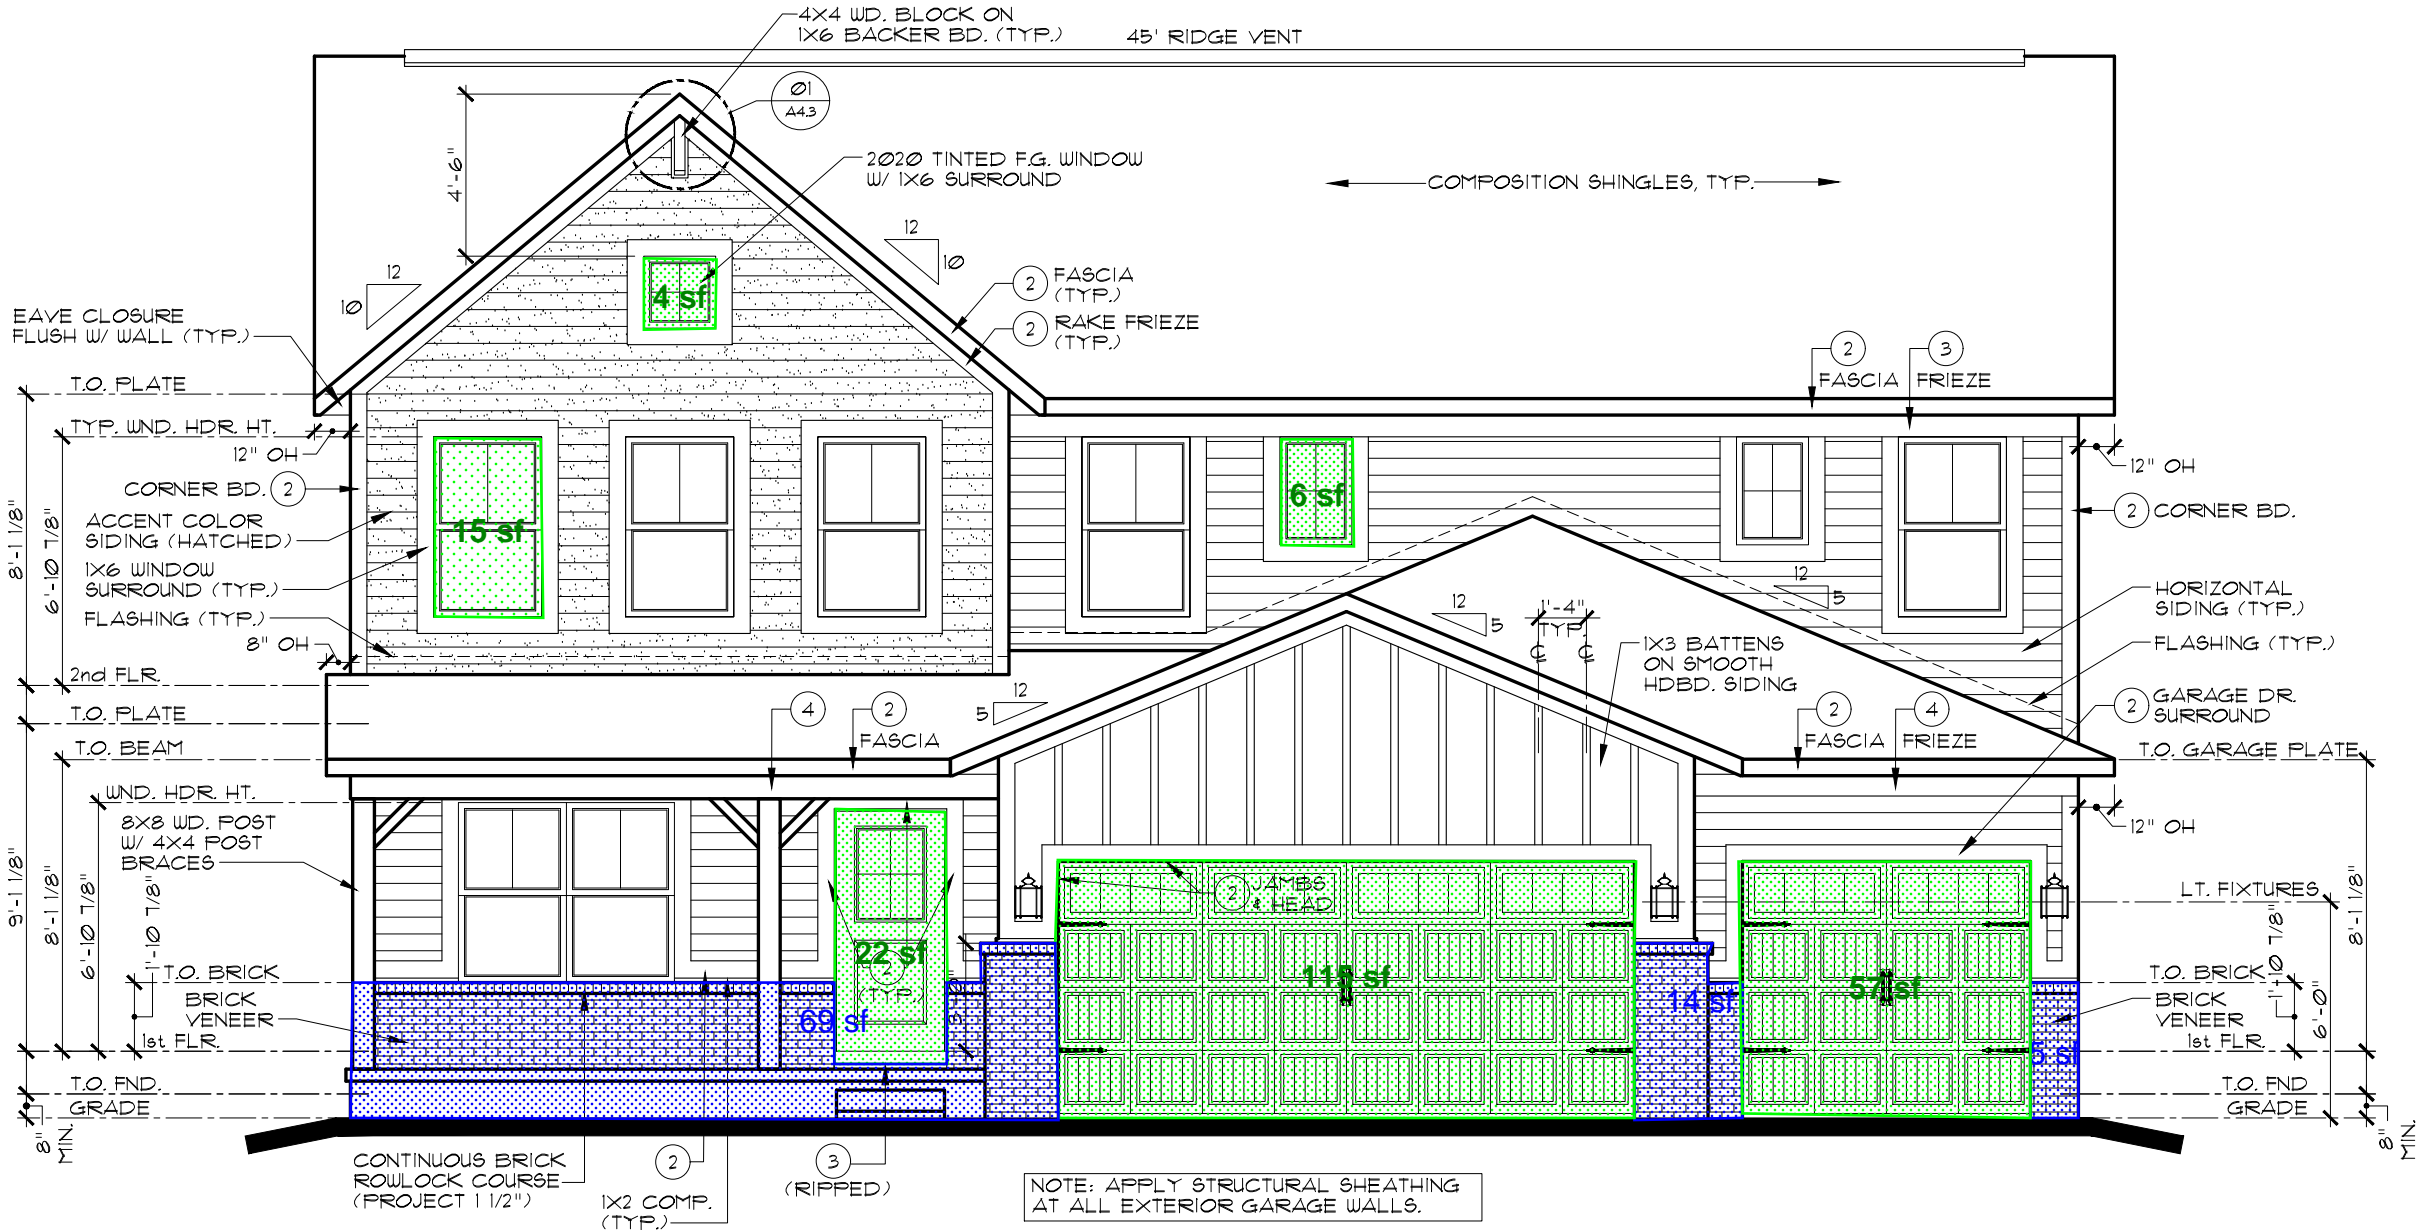 4X4 WD. BLOCK ON
1X6 BACKER BD. (TYP.)
45' RIDGE VENT
Ø1
A4.3
4'-6"
2020 TINTED F.G. WINDOW
W/ 1X6 SURROUND
COMPOSITION SHINGLES, TYP.
12
10
12
10
4 sf
2 FASCIA
(TYP.)
2 RAKE FRIEZE
(TYP.)
EAVE CLOSURE
FLUSH W/ WALL (TYP.)
T.O. PLATE
2
FASCIA
3
FRIEZE
TYP. WND. HDR. HT.
12" OH
12" OH
CORNER BD. 2
2 CORNER BD.
ACCENT COLOR
SIDING (HATCHED)
15 sf
6 sf
1X6 WINDOW
SURROUND (TYP.)
FLASHING (TYP.)
8" OH
8'-1 1/8"
6'-10 7/8"
12
5
HORIZONTAL
SIDING (TYP.)
FLASHING (TYP.)
12
5
1'-4"
TYP.
1X3 BATTENS
ON SMOOTH
HDBD. SIDING
2nd FLR.
T.O. PLATE
T.O. BEAM
12
5
4
2
FASCIA
2
FASCIA
4
FRIEZE
2 GARAGE DR.
SURROUND
T.O. GARAGE PLATE
WND. HDR. HT.
12" OH
8X8 WD. POST
W/ 4X4 POST
BRACES
9'-1 1/8"
8'-1 1/8"
6'-10 7/8"
1'-10 7/8"
2 JAMBS
& HEAD
LT. FIXTURES
22 sf
2
(TYP.)
57 sf
T.O. BRICK
BRICK
VENEER
1st FLR.
69 sf
14 sf
5 sf
T.O. BRICK
BRICK
VENEER
1st FLR.
1'-10 7/8"
6'-0"
8'-1 1/8"
T.O. FND.
GRADE
8"
MIN.
T.O. FND
GRADE
8"
MIN.
CONTINUOUS BRICK
ROWLOCK COURSE
(PROJECT 1 1/2")
2
1X2 COMP.
(TYP.)
3
(RIPPED)
NOTE: APPLY STRUCTURAL SHEATHING
AT ALL EXTERIOR GARAGE WALLS.